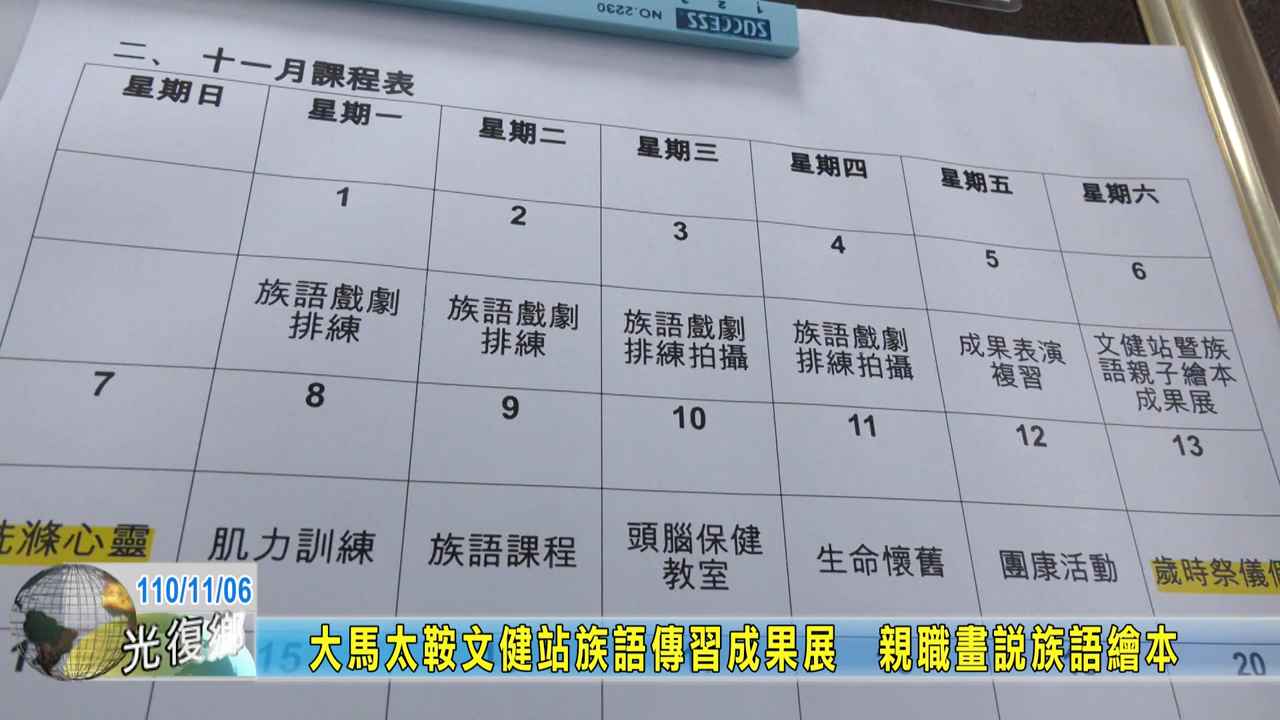 SUCCESS
NO.2230
1 2 3
二、 十一月課程表
星期日 星期一 星期二 星期三 星期四 星期五 星期六
1 2 3 4 5 6
族語戲劇
排練
族語戲劇
排練
族語戲劇
排練拍攝
族語戲劇
排練拍攝
成果表演
複習
文健站暨族
語親子繪本
成果展
7 8 9 10 11 12 13
滌心靈
肌力訓練
族語課程
頭腦保健
教室
生命懷舊
團康活動
歲時祭儀
15
20
110/11/06
光復鄉
大馬太鞍文健站族語傳習成果展 親職畫說族語繪本